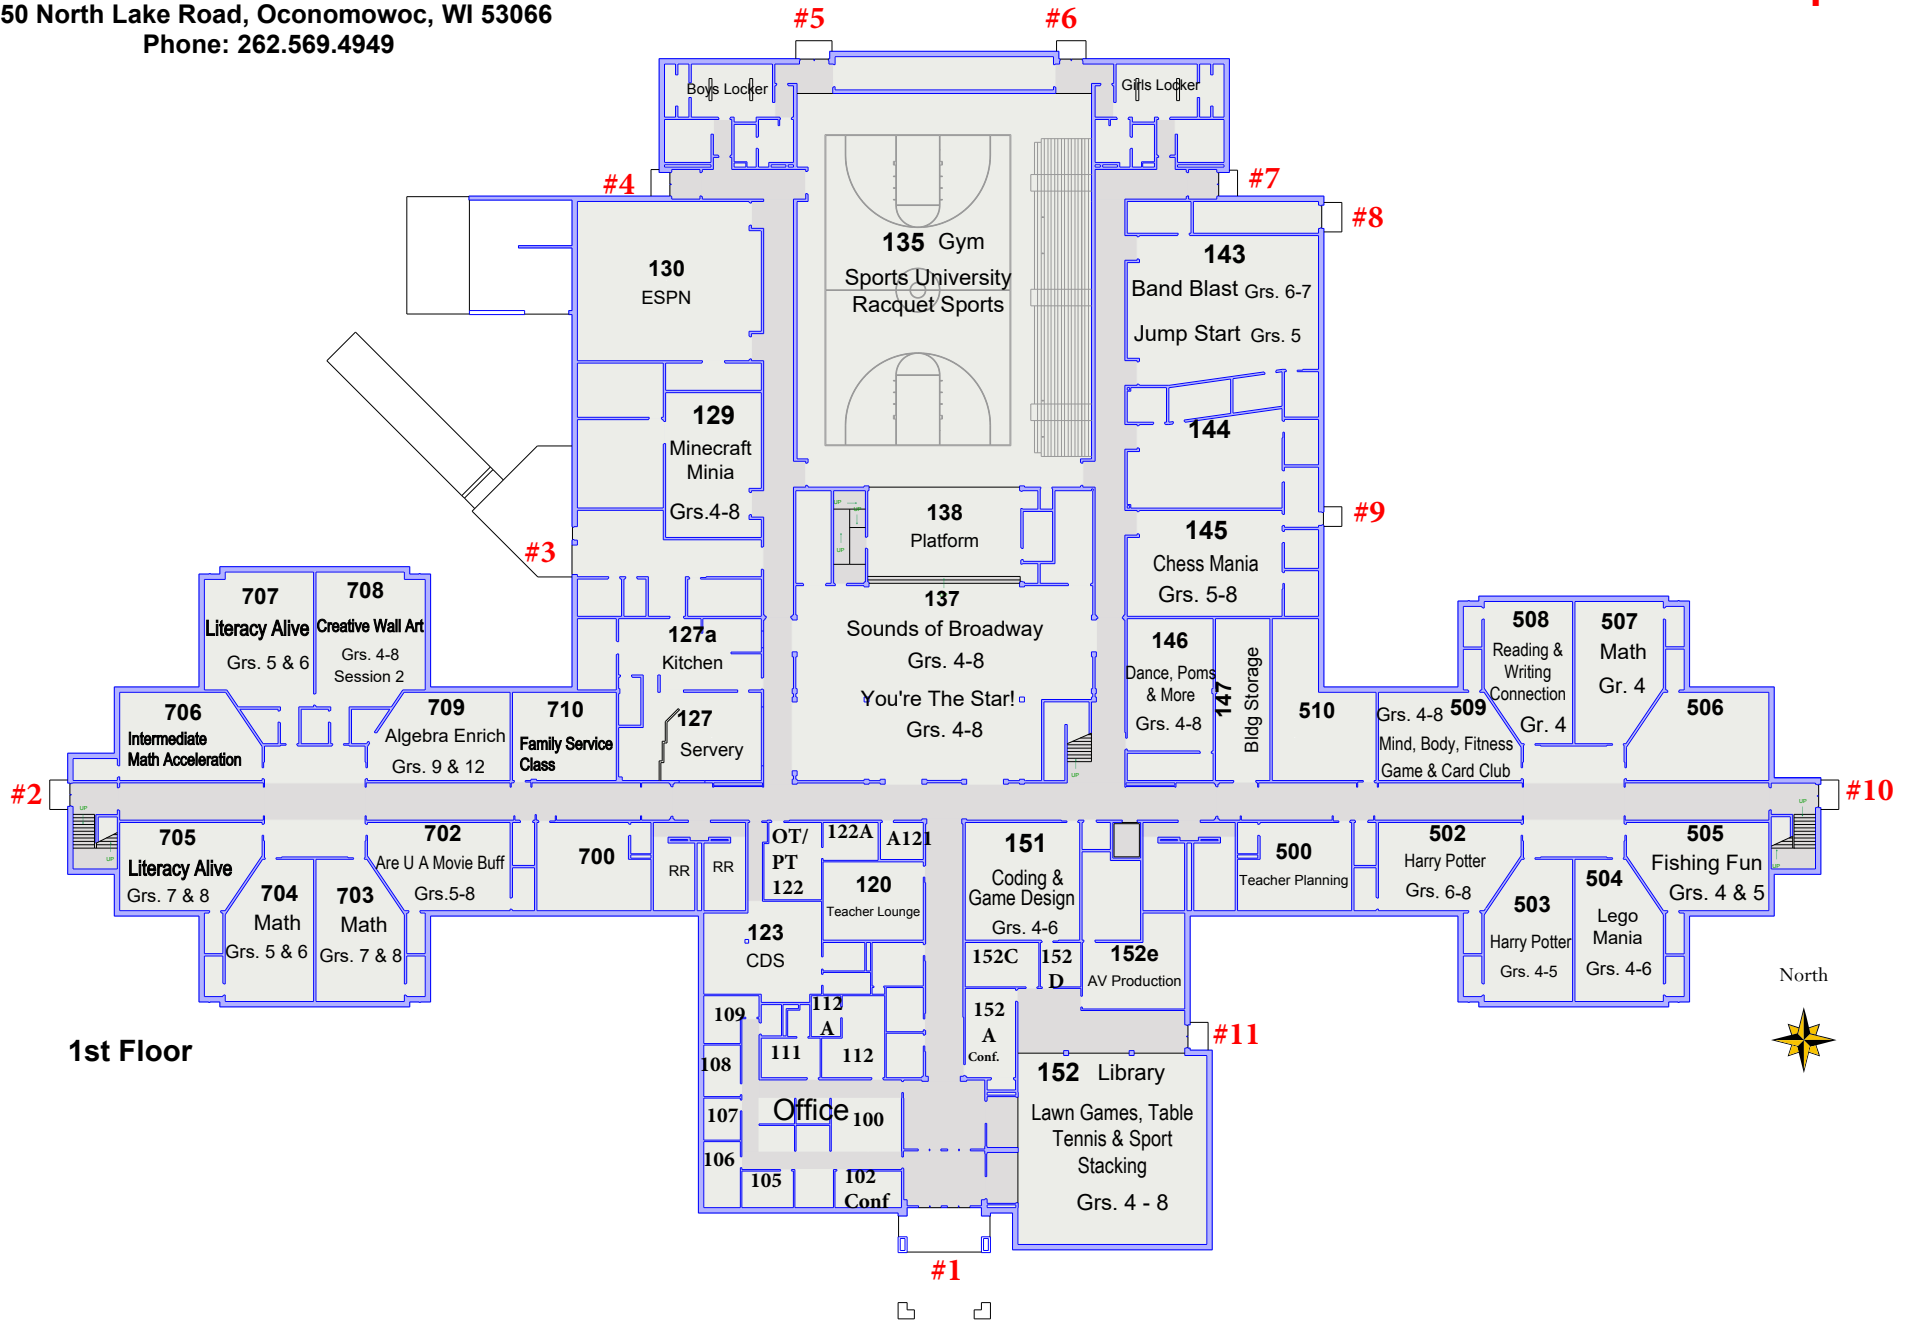 50 North Lake Road, Oconomowoc, WI 53066
Phone: 262.569.4949
#5
#6
Boys Locker
Girls Locker
#4
#7
#8
130
ESPN
135 Gym
Sports University
Racquet Sports
143
Band Blast Grs. 6-7
Jump Start Grs. 5
129
Minecraft
Minia
Grs.4-8
144
#3
#9
138
Platform
UP
UP
UP
145
Chess Mania
Grs. 5-8
137
Sounds of Broadway
Grs. 4-8
You're The Star!
Grs. 4-8
UP
127a
Kitchen
127
Servery
146
Dance, Poms
& More
Grs. 4-8
147
Bldg Storage
510
707
Literacy Alive
Grs. 5 & 6
708
Creative Wall Art
Grs. 4-8
Session 2
706
Intermediate
Math Acceleration
709
Algebra Enrich
Grs. 9 & 12
710
Family Service
Class
508
Reading &
Writing
Connection
Gr. 4
507
Math
Gr. 4
Grs. 4-8 509
Mind, Body, Fitness
Game & Card Club
506
#2
#10
UP
UP
UP
UP
705
Literacy Alive
Grs. 7 & 8
704
Math
Grs. 5 & 6
703
Math
Grs. 7 & 8
702
Are U A Movie Buff
Grs.5-8
700
RR
RR
OT/
PT
122
122A
A121
120
Teacher Lounge
123
CDS
151
Coding &
Game Design
Grs. 4-6
152C
152
D
152e
AV Production
500
Teacher Planning
502
Harry Potter
Grs. 6-8
503
Harry Potter
Grs. 4-5
504
Lego
Mania
Grs. 4-6
505
Fishing Fun
Grs. 4 & 5
North
109
112
A
111
112
108
107
106
105
Office 100
102
Conf
152
A
Conf.
#11
152 Library
Lawn Games, Table
Tennis & Sport
Stacking
Grs. 4 - 8
1st Floor
#1